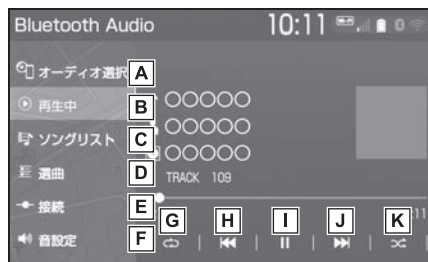 Bluetooth Audio 10:11
オーディオ選択 A
再生中 B ○○○○○
ソングリスト C ○○○○○
○○○○○
選曲 D TRACK 109
接続 E
音設定 F G H I J K